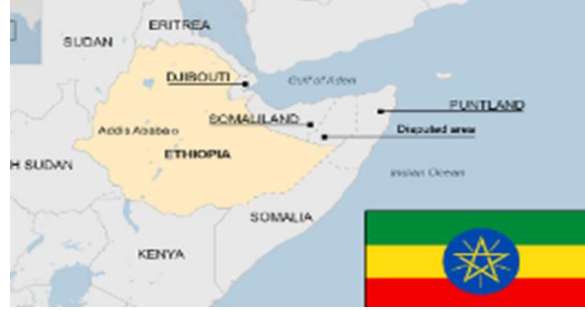 ERITREA
SUDAN
DJIBOUTI
Gulf of Aden
PUNTLAND
SOMALILAND
Addis Ababa
Disputed area
ETHIOPIA
H SUDAN
Indian Ocean
SOMALIA
KENYA